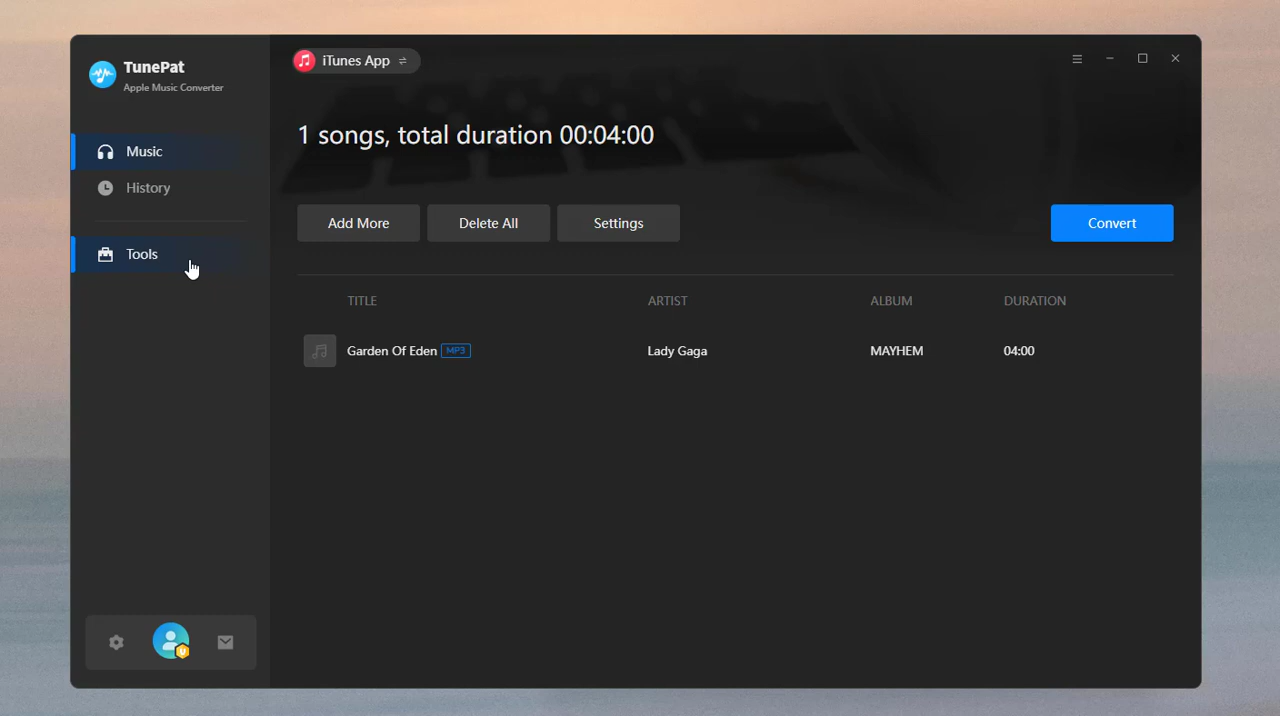 TunePat
Apple Music Converter
iTunes App
Music
History
Tools
1 songs, total duration 00:04:00
Add More
Delete All
Settings
Convert
TITLE ARTIST ALBUM DURATION
Garden Of Eden MP3 Lady Gaga MAYHEM 04:00
U